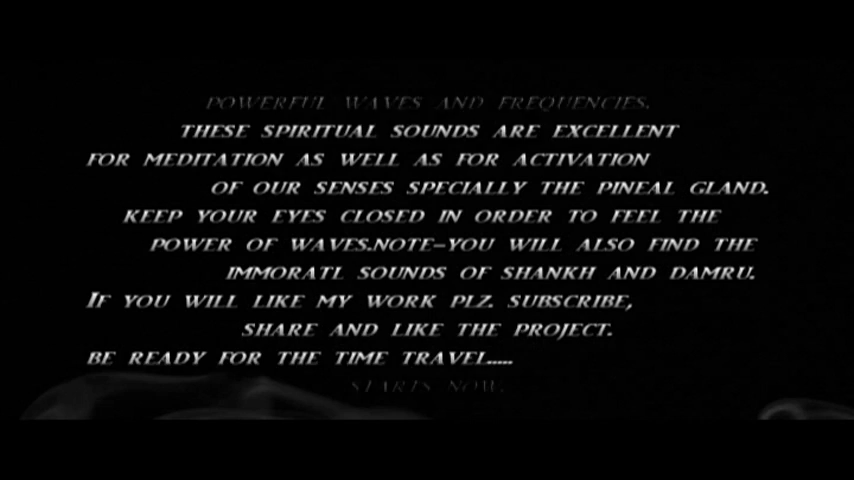 POWERFUL WAVES AND FREQUENCIES.
THESE SPIRITUAL SOUNDS ARE EXCELLENT
FOR MEDITATION AS WELL AS FOR ACTIVATION
OF OUR SENSES SPECIALLY THE PINEAL GLAND.
KEEP YOUR EYES CLOSED IN ORDER TO FEEL THE
POWER OF WAVES.NOTE-YOU WILL ALSO FIND THE
IMMORATL SOUNDS OF SHANKH AND DAMRU.
IF YOU WILL LIKE MY WORK PLZ. SUBSCRIBE,
SHARE AND LIKE THE PROJECT.
BE READY FOR THE TIME TRAVEL.....
STARTS NOW.